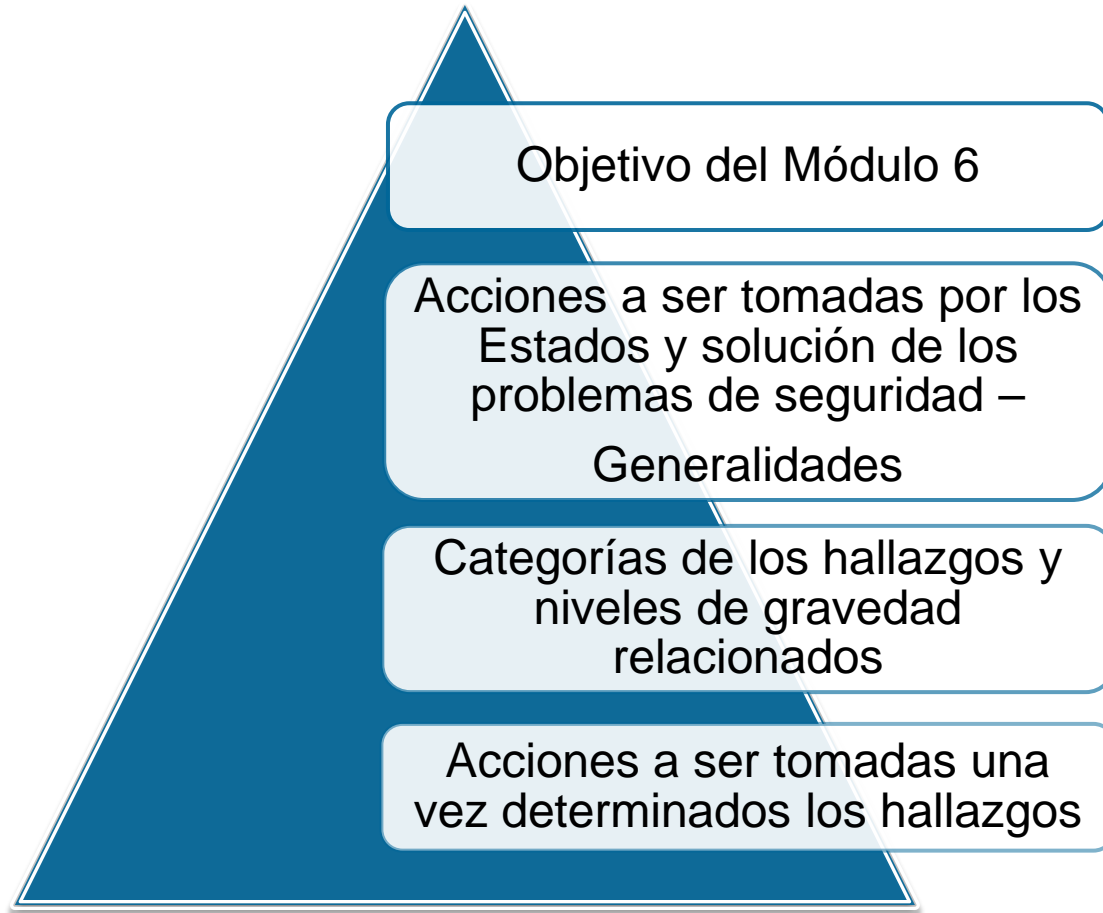 Objetivo del Módulo 6
Acciones a ser tomadas por los
Estados y solución de los
problemas de seguridad –
Generalidades
Categorías de los hallazgos y
niveles de gravedad
relacionados
Acciones a ser tomadas una
vez determinados los hallazgos